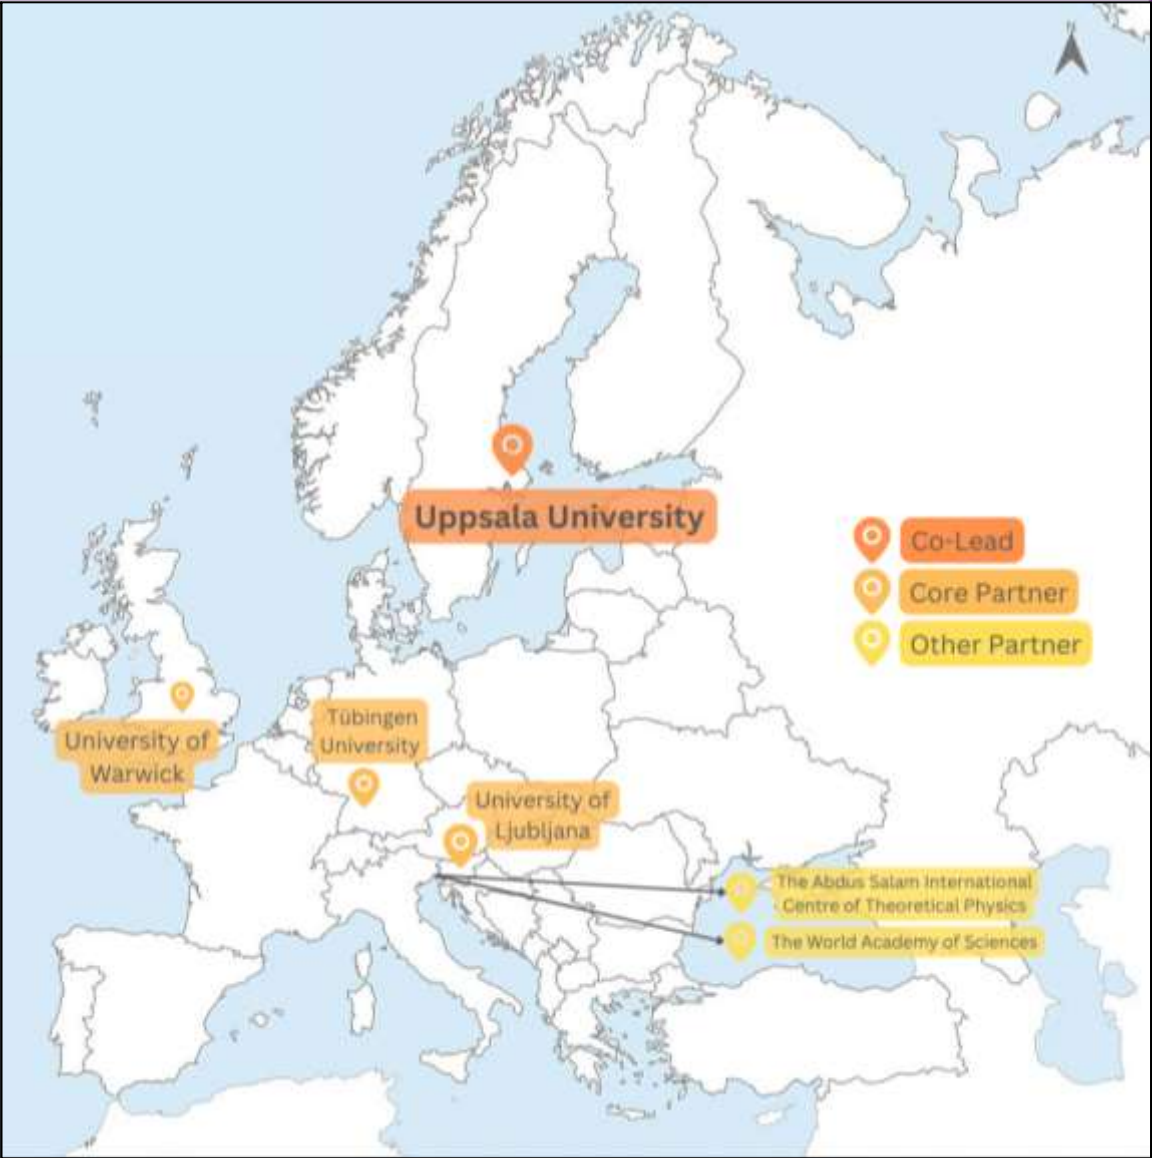 N
Uppsala University
Co-Lead
Core Partner
Other Partner
University of
Warwick
Tübingen
University
University of
Ljubljana
The Abdus Salam International
Centre of Theoretical Physics
The World Academy of Sciences